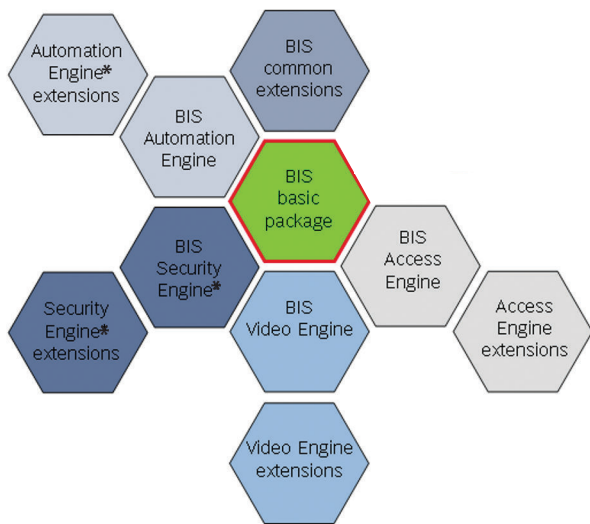 Automation
Engine*
extensions
BIS
common
extensions
BIS
Automation
Engine
BIS
basic
package
BIS
Security
Engine*
BIS
Access
Engine
Security
Engine*
extensions
BIS
Video Engine
Access
Engine
extensions
Video Engine
extensions